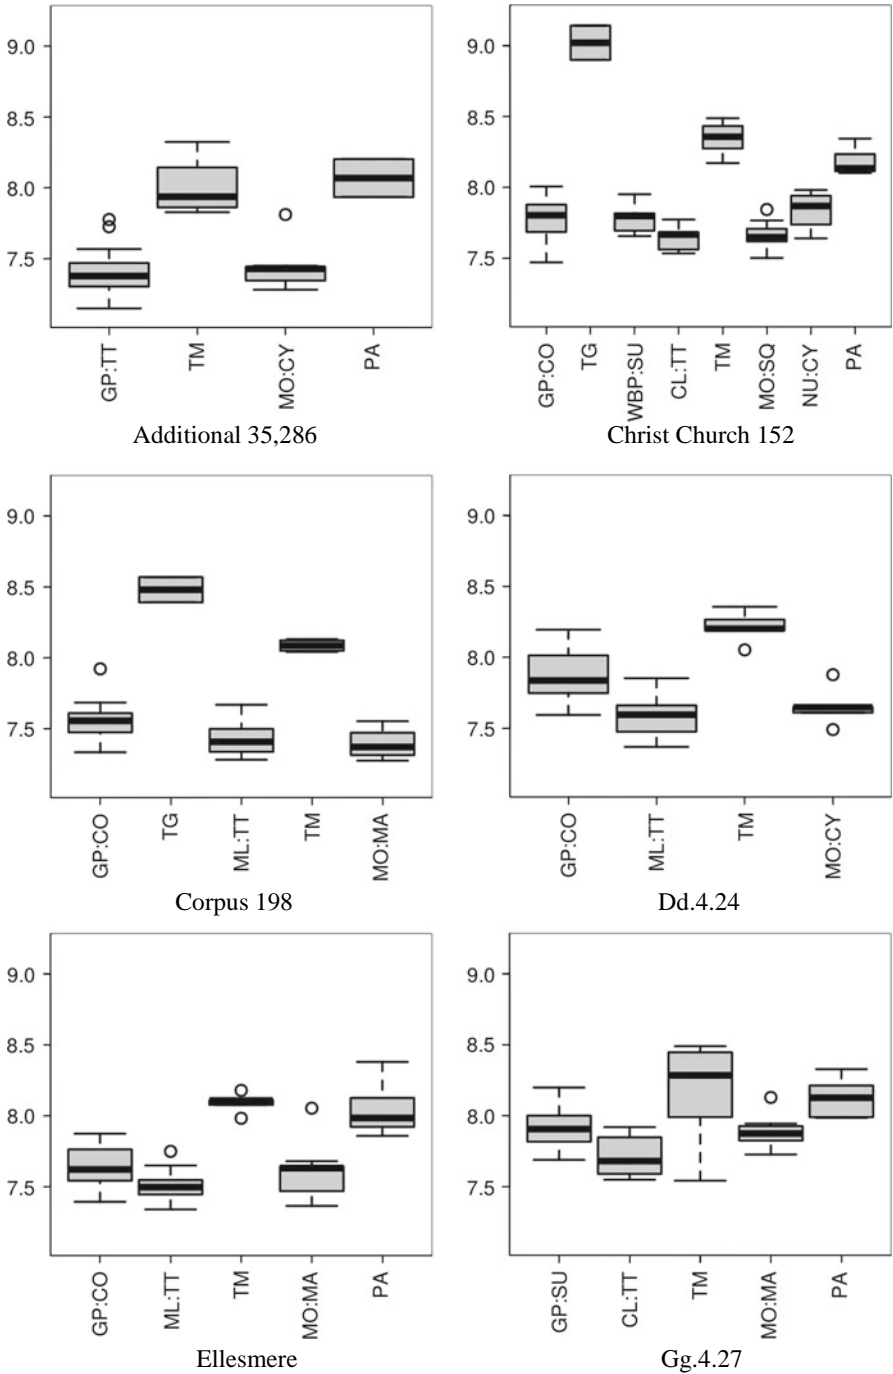 9.0
8.5
8.0
7.5
GP:TT
TM
MO:CY
PA
Additional 35,286
9.0
8.5
8.0
7.5
GP:CO
TG
WBP:SU
CL:TT
TM
MO:SQ
NU:CY
PA
Christ Church 152
9.0
8.5
8.0
7.5
GP:CO
TG
ML:TT
TM
MO:MA
Corpus 198
9.0
8.5
8.0
7.5
GP:CO
ML:TT
TM
MO:CY
Dd.4.24
9.0
8.5
8.0
7.5
GP:CO
ML:TT
TM
MO:MA
PA
Ellesmere
9.0
8.5
8.0
7.5
GP:SU
CL:TT
TM
MO:MA
PA
Gg.4.27